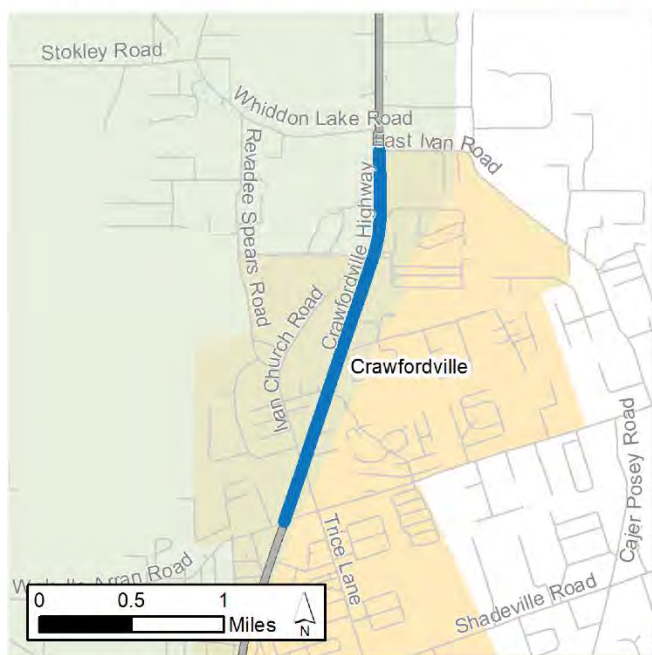 Stokley Road
Whiddon Lake Road
East Ivan Road
Revadee Spears Road
Crawfordville Highway
Ivan Church Road
Crawfordville
Cajer Posey Road
Trice Lane
Arran Road
Shadeville Road
0 0.5 1
Miles
N